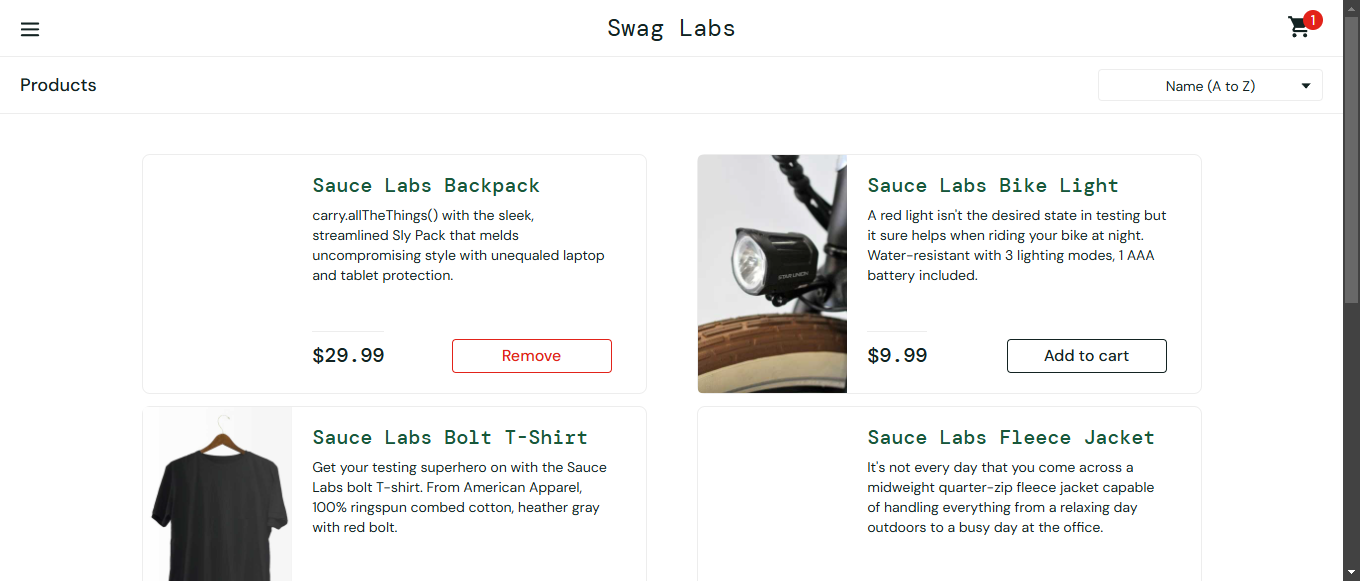 Swag Labs
1
Products
Name (A to Z)
Sauce Labs Backpack
carry.allTheThings() with the sleek,
streamlined Sly Pack that melds
uncompromising style with unequaled laptop
and tablet protection.
$29.99
Remove
Sauce Labs Bike Light
A red light isn't the desired state in testing but
it sure helps when riding your bike at night.
Water-resistant with 3 lighting modes, 1 AAA
battery included.
STAR UNION
$9.99
Add to cart
Sauce Labs Bolt T-Shirt
Get your testing superhero on with the Sauce
Labs bolt T-shirt. From American Apparel,
100% ringspun combed cotton, heather gray
with red bolt.
Sauce Labs Fleece Jacket
It's not every day that you come across a
midweight quarter-zip fleece jacket capable
of handling everything from a relaxing day
outdoors to a busy day at the office.